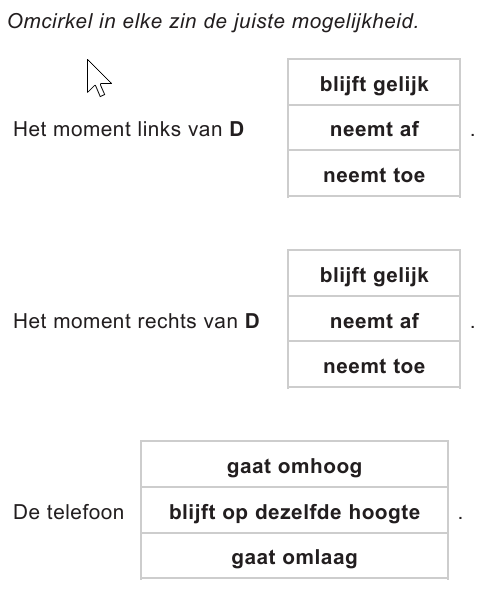 Omcirkel in elke zin de juiste mogelijkheid.
blijft gelijk
Het moment links van D neemt af .
neemt toe
blijft gelijk
Het moment rechts van D neemt af .
neemt toe
gaat omhoog
De telefoon blijft op dezelfde hoogte .
gaat omlaag